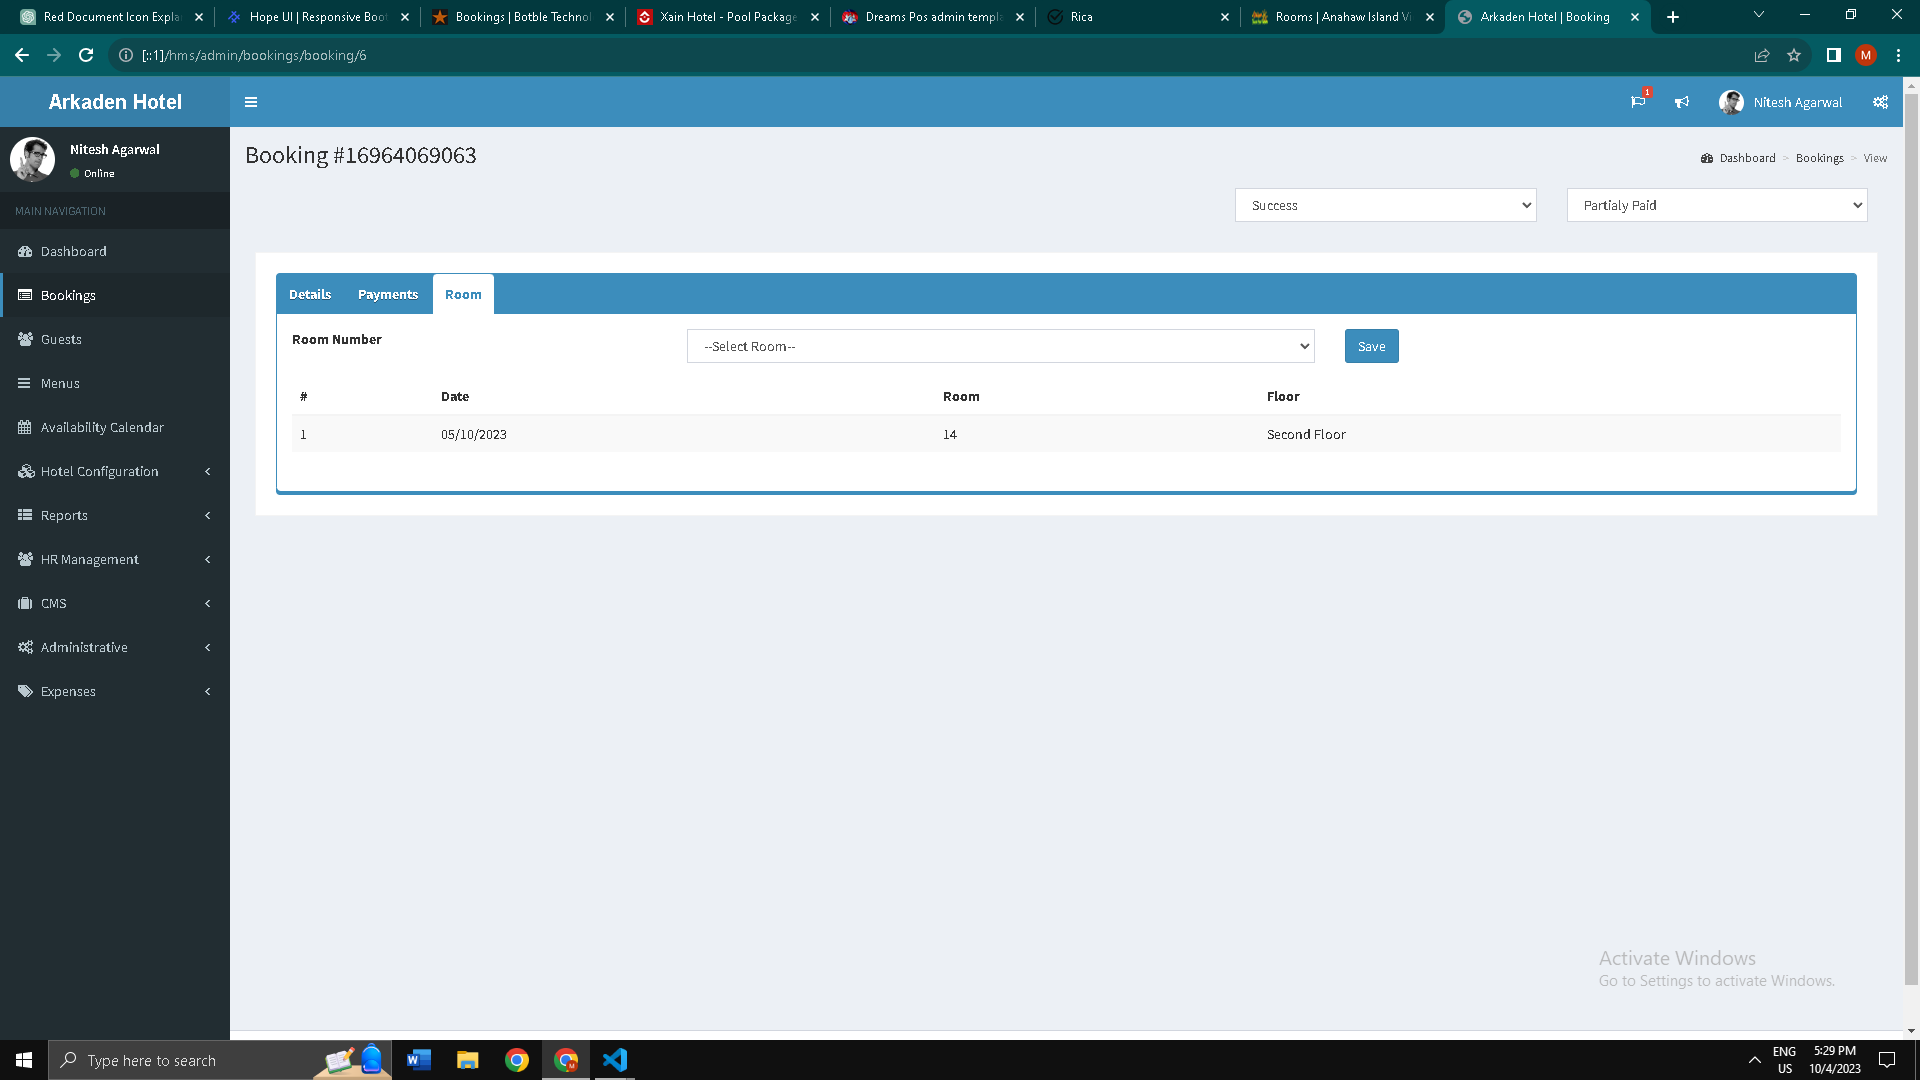 Red Document Icon Expla
Hope UI | Responsive Boot
Bookings | Botble Technol
Xain Hotel - Pool Package
Dreams Pos admin templa
Rica
Rooms | Anahaw Island Vi
Arkaden Hotel | Booking
[::1]/hms/admin/bookings/booking/6
M
Arkaden Hotel
1
Nitesh Agarwal
Nitesh Agarwal
Online
Booking #16964069063
Dashboard > Bookings > View
MAIN NAVIGATION
Success
Partialy Paid
Dashboard
Bookings
Guests
Menus
Availability Calendar
Hotel Configuration
Reports
HR Management
CMS
Administrative
Expenses
Details Payments Room
Room Number
--Select Room--
Save
# Date Room Floor
1 05/10/2023 14 Second Floor
Activate Windows
Go to Settings to activate Windows.
Type here to search
ENG
US
5:29 PM
10/4/2023